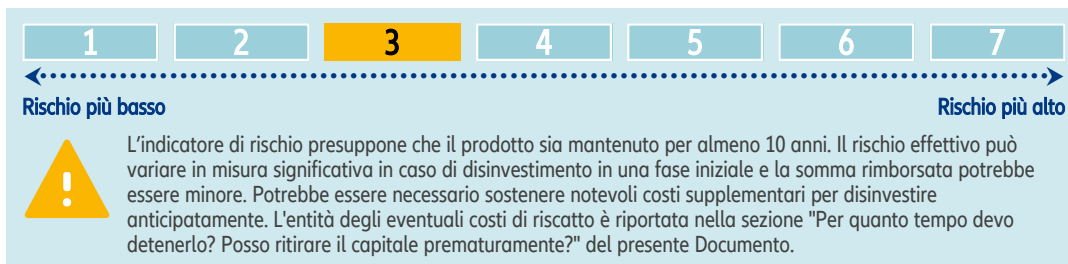 1 2 3 4 5 6 7
Rischio più basso Rischio più alto
L'indicatore di rischio presuppone che il prodotto sia mantenuto per almeno 10 anni. Il rischio effettivo può
variare in misura significativa in caso di disinvestimento in una fase iniziale e la somma rimborsata potrebbe
essere minore. Potrebbe essere necessario sostenere notevoli costi supplementari per disinvestire
anticipatamente. L'entità degli eventuali costi di riscatto è riportata nella sezione "Per quanto tempo devo
detenerlo? Posso ritirare il capitale prematuramente?" del presente Documento.